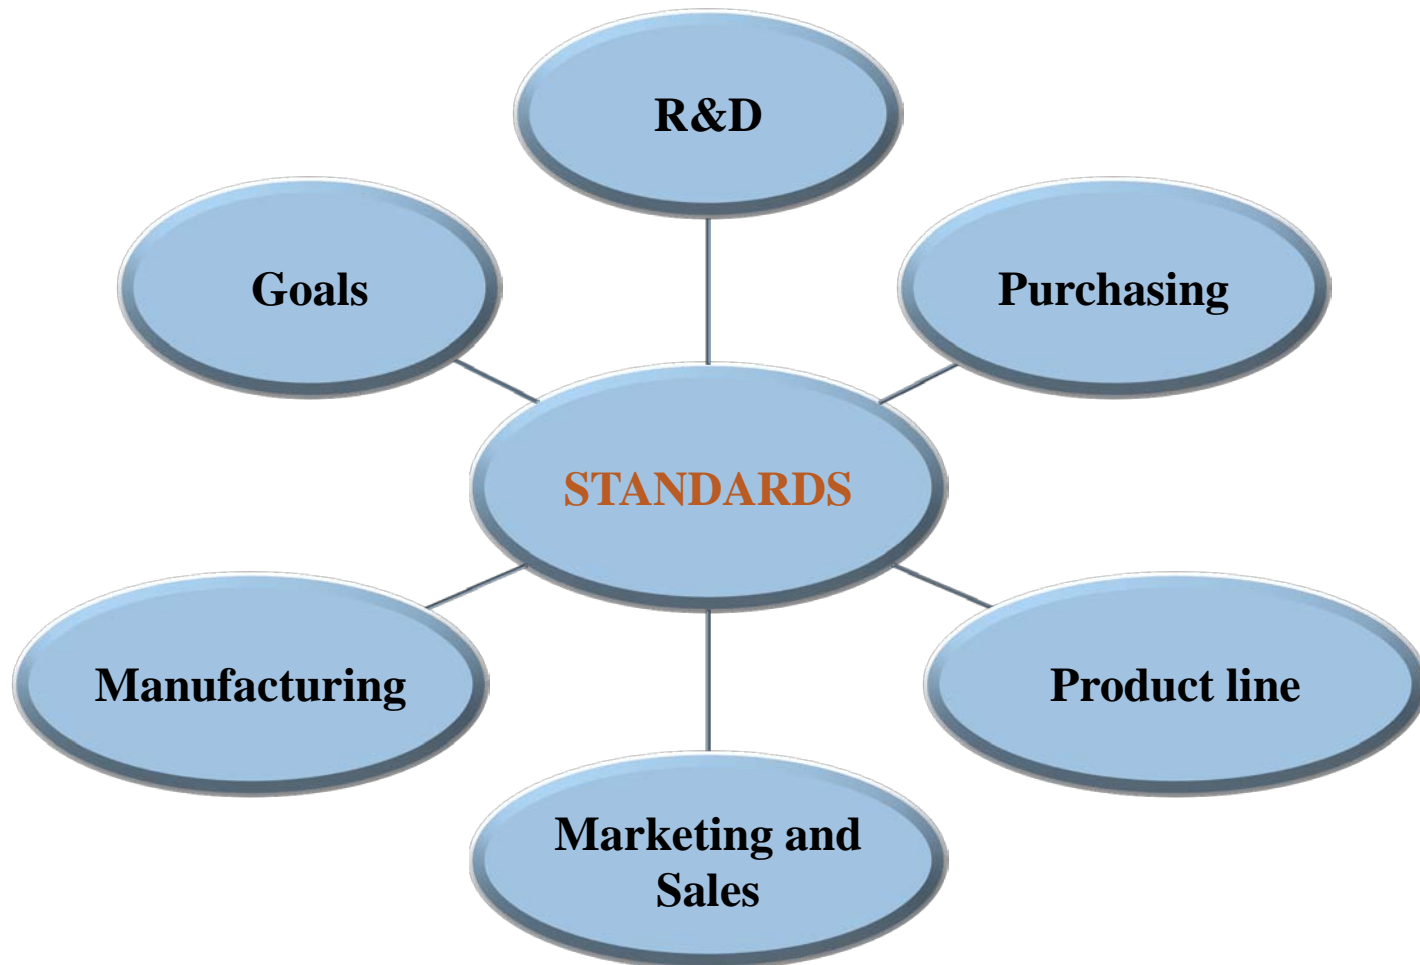 R&D
Goals
Purchasing
STANDARDS
Manufacturing
Product line
Marketing and
Sales